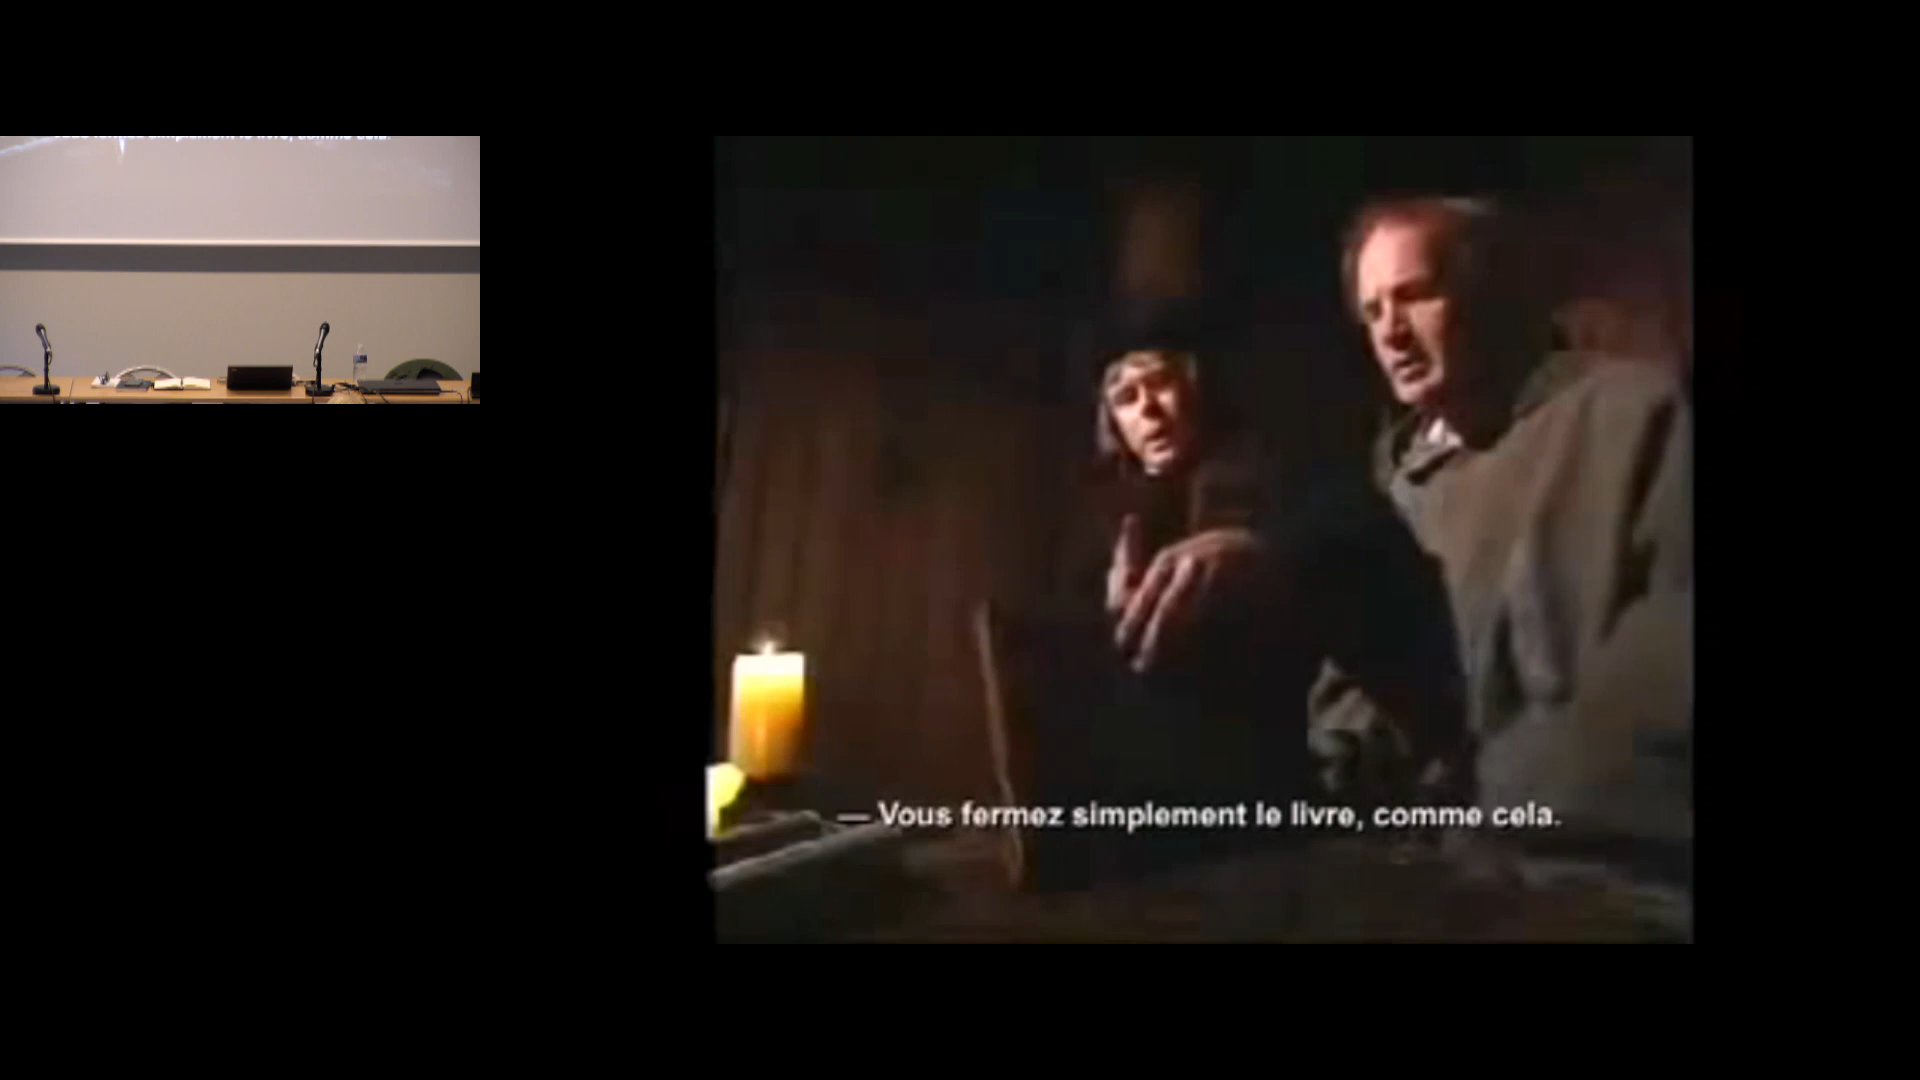 — Vous fermez simplement le livre, comme cela.